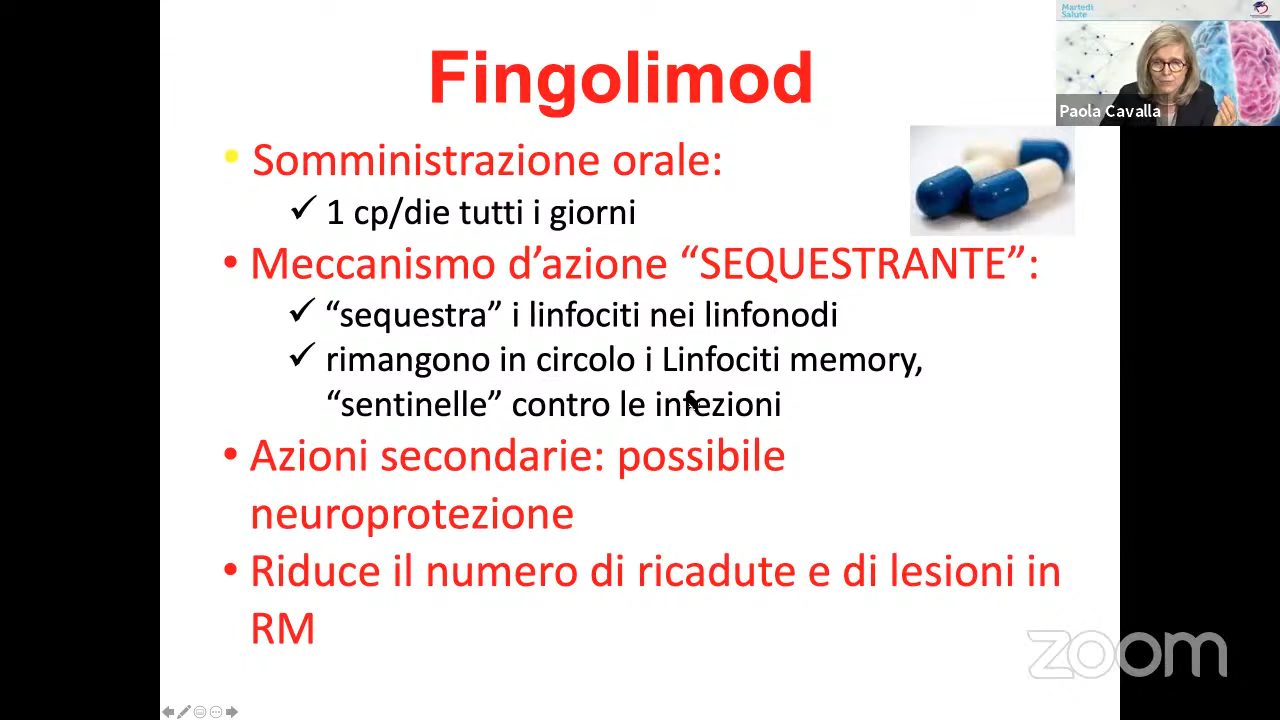 Fingolimod
Martedì
Salute
Paola Cavalla
• Somministrazione orale:
✓ 1 cp/die tutti i giorni
• Meccanismo d’azione “SEQUESTRANTE”:
✓ “sequestra” i linfociti nei linfonodi
✓ rimangono in circolo i Linfociti memory,
“sentinelle” contro le infezioni
• Azioni secondarie: possibile
neuroprotezione
• Riduce il numero di ricadute e di lesioni in
RM
zoom